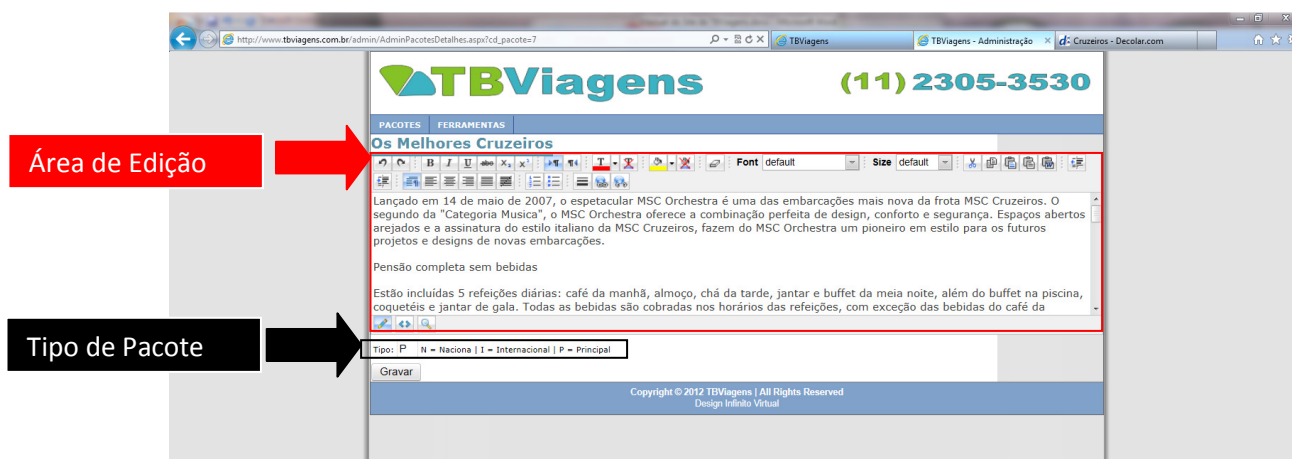 http://www.tbviagens.com.br/admin/AdminPacotesDetalhes.aspx?cd_pacote=7
TBViagens
TBViagens - Administração
Cruzeiros - Decolar.com
TBViagens (11) 2305-3530
PACOTES FERRAMENTAS
Os Melhores Cruzeiros
Área de Edição
Font default Size default
Lançado em 14 de maio de 2007, o espetacular MSC Orchestra é uma das embarcações mais nova da frota MSC Cruzeiros. O
segundo da "Categoria Musica", o MSC Orchestra oferece a combinação perfeita de design, conforto e segurança. Espaços abertos
arejados e a assinatura do estilo italiano da MSC Cruzeiros, fazem do MSC Orchestra um pioneiro em estilo para os futuros
projetos e designs de novas embarcações.
Pensão completa sem bebidas
Estão incluídas 5 refeições diárias: café da manhã, almoço, chá da tarde, jantar e buffet da meia noite, além do buffet na piscina,
coquetéis e jantar de gala. Todas as bebidas são cobradas nos horários das refeições, com exceção das bebidas do café da
Tipo de Pacote
Tipo: P N = Naciona | I = Internacional | P = Principal
Gravar
Copyright © 2012 TBViagens | All Rights Reserved
Design Infinito Virtual